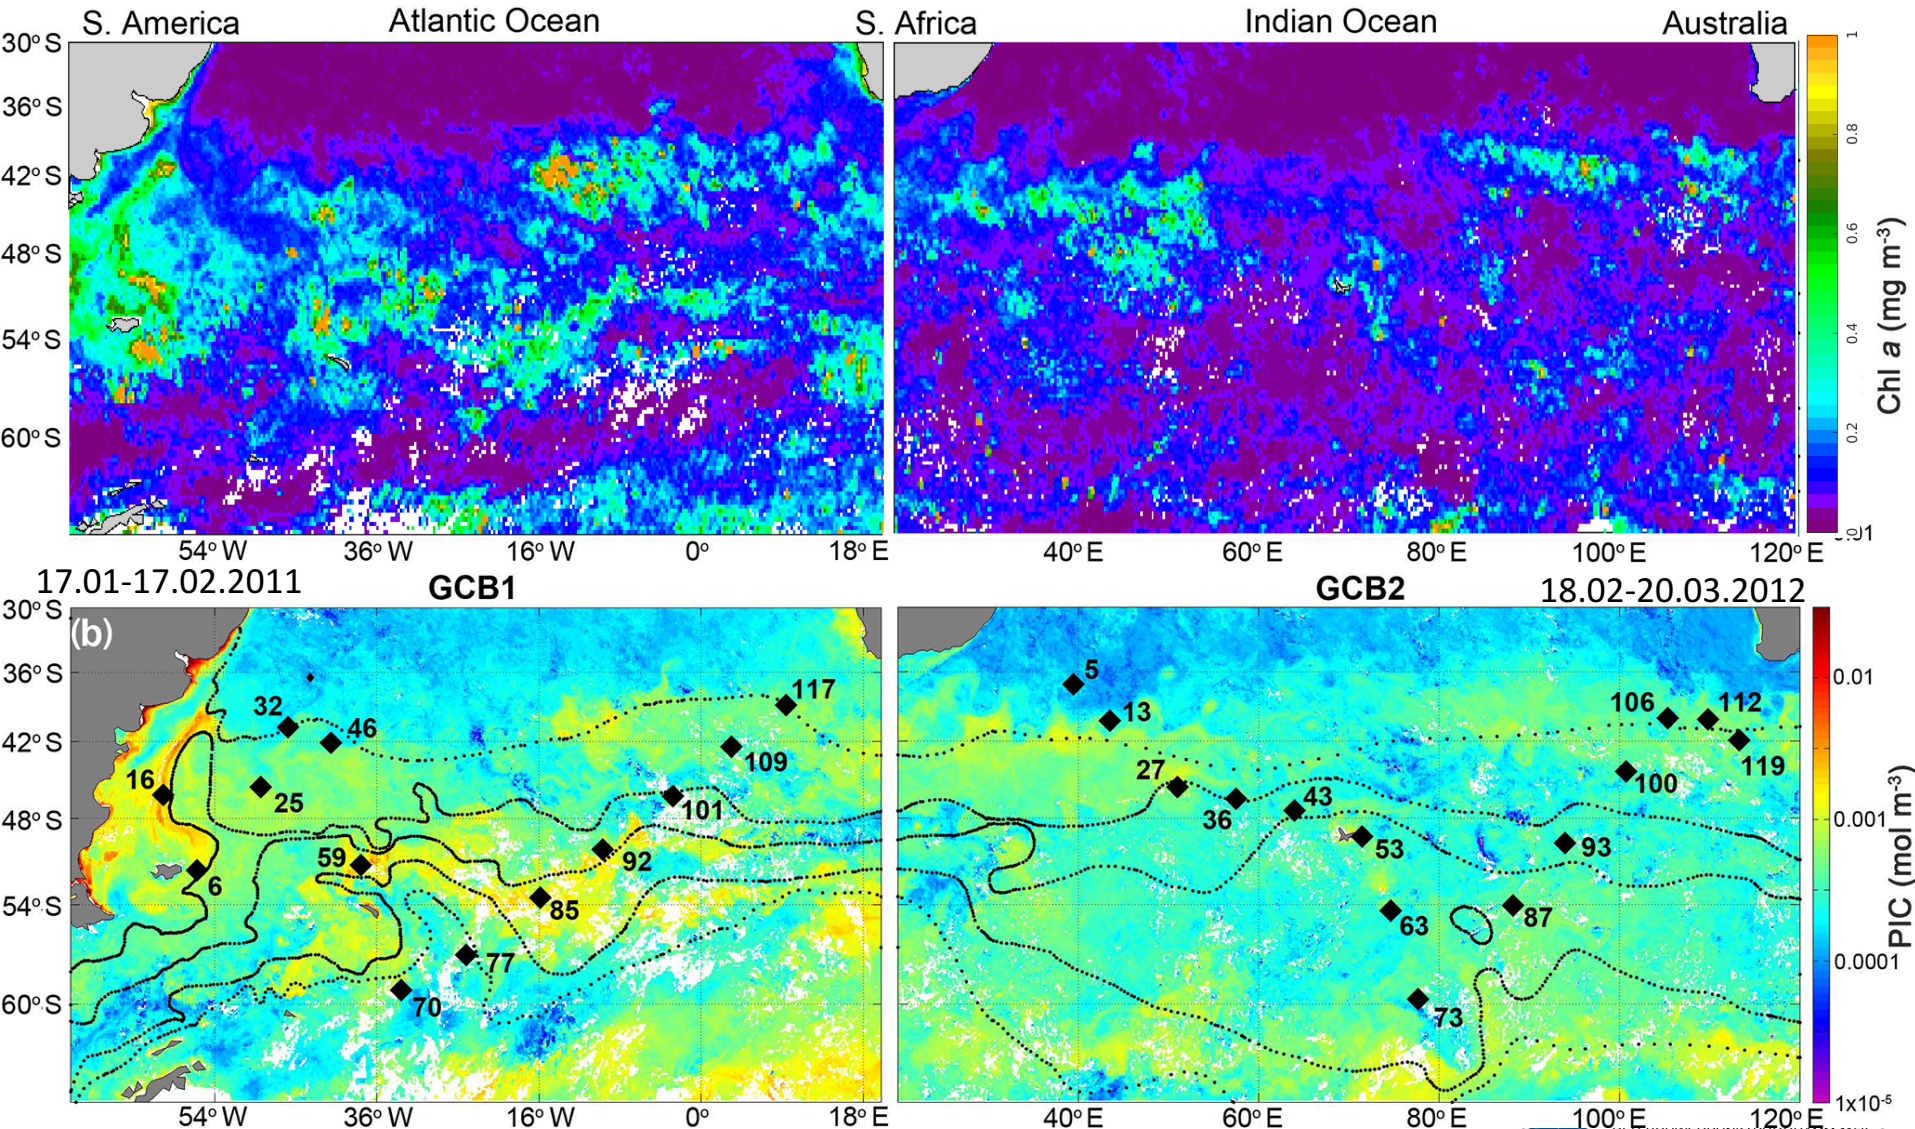 S. America Atlantic Ocean S. Africa Indian Ocean Australia
30°S
36°S
42°S
48°S
54°S
60°S
54°W 36°W 16°W 0° 18°E 40°E 60°E 80°E 100°E 120°E
1
0.8
0.6
0.4
0.2
Chl a (mg m⁻³)
17.01-17.02.2011 GCB1 GCB2 18.02-20.03.2012
(b)
30°S
36°S
42°S
48°S
54°S
60°S
117
32
46
109
16
25
101
59
92
6
85
77
70
5
13
106
112
119
27
100
36
43
53
93
63
87
73
54°W 36°W 16°W 0° 18°E 40°E 60°E 80°E 100°E 120°E
0.01
0.001
0.0001
1x10⁻⁵
PIC (mol m⁻³)